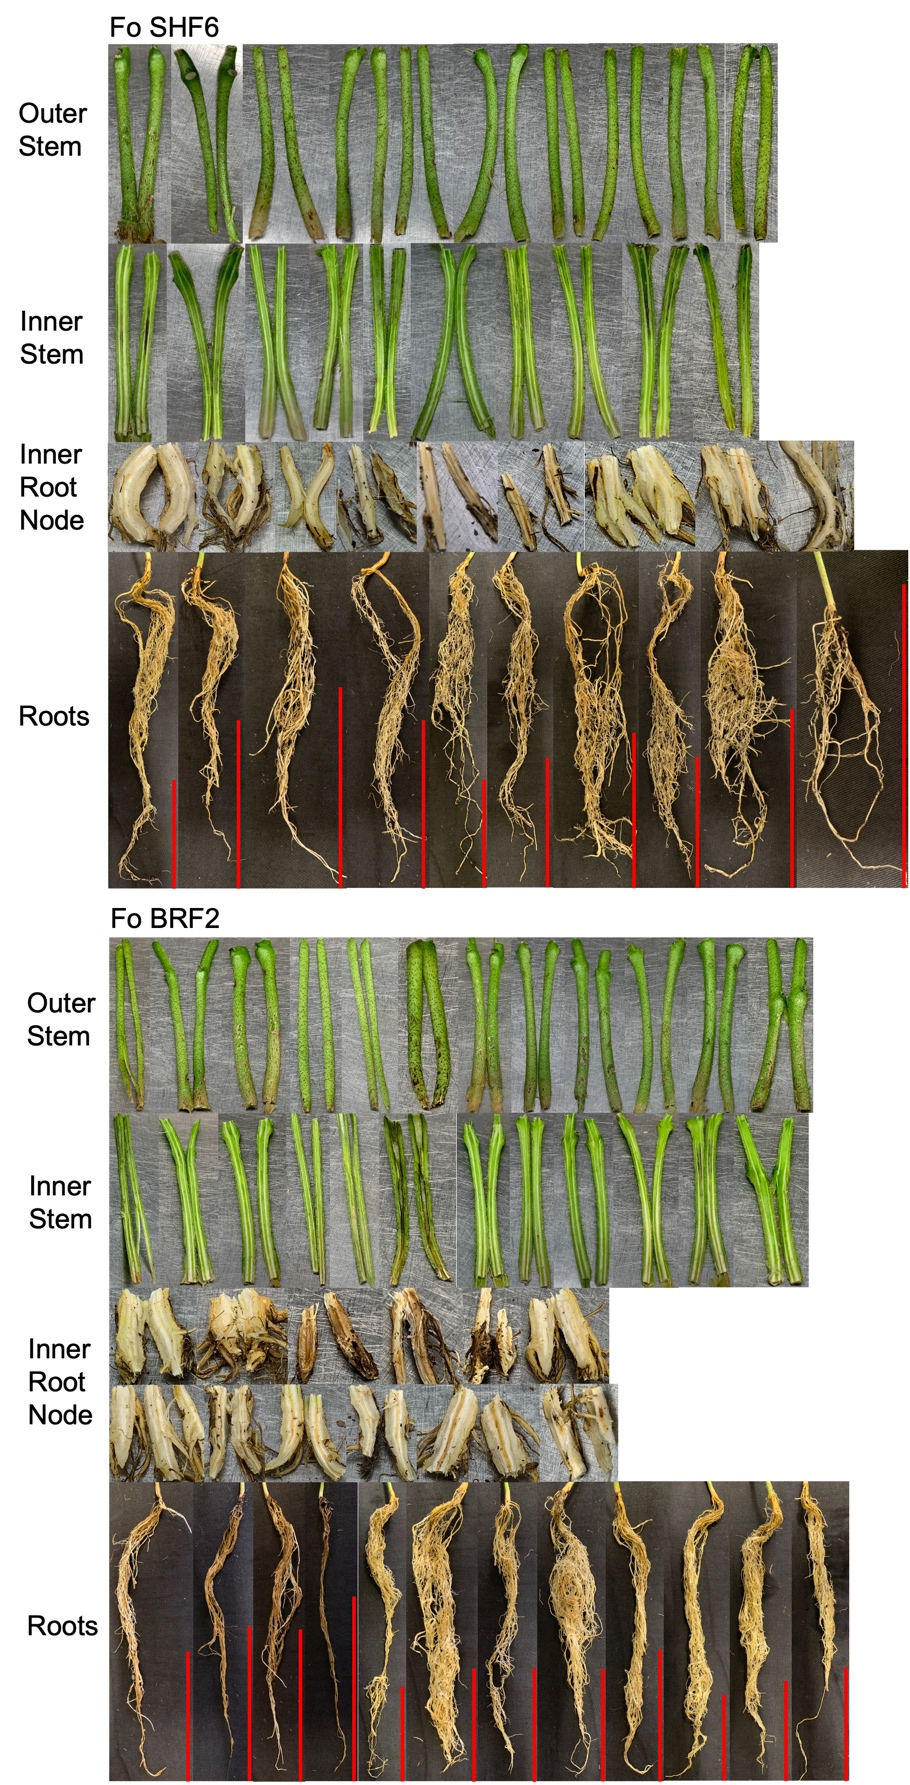 Fo SHF6
Outer
Stem
Inner
Stem
Inner
Root
Node
Roots
Fo BRF2
Outer
Stem
Inner
Stem
Inner
Root
Node
Roots